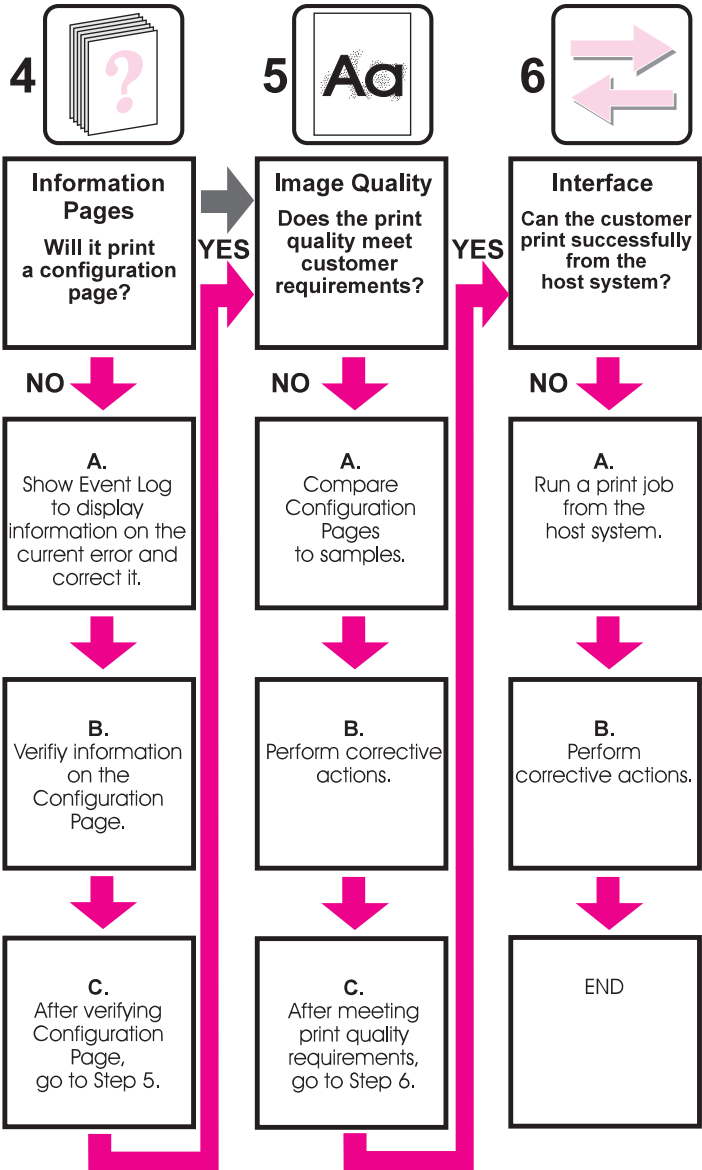 4
?
Information
Pages
Will it print
a configuration
page?
YES
NO
A.
Show Event Log
to display
information on the
current error and
correct it.
B.
Verifiy information
on the
Configuration
Page.
C.
After verifying
Configuration
Page,
go to Step 5.
5
Aa
Image Quality
Does the print
quality meet
customer
requirements?
YES
NO
A.
Compare
Configuration
Pages
to samples.
B.
Perform corrective
actions.
C.
After meeting
print quality
requirements,
go to Step 6.
6
Interface
Can the customer
print successfully
from the
host system?
NO
A.
Run a print job
from the
host system.
B.
Perform
corrective actions.
END